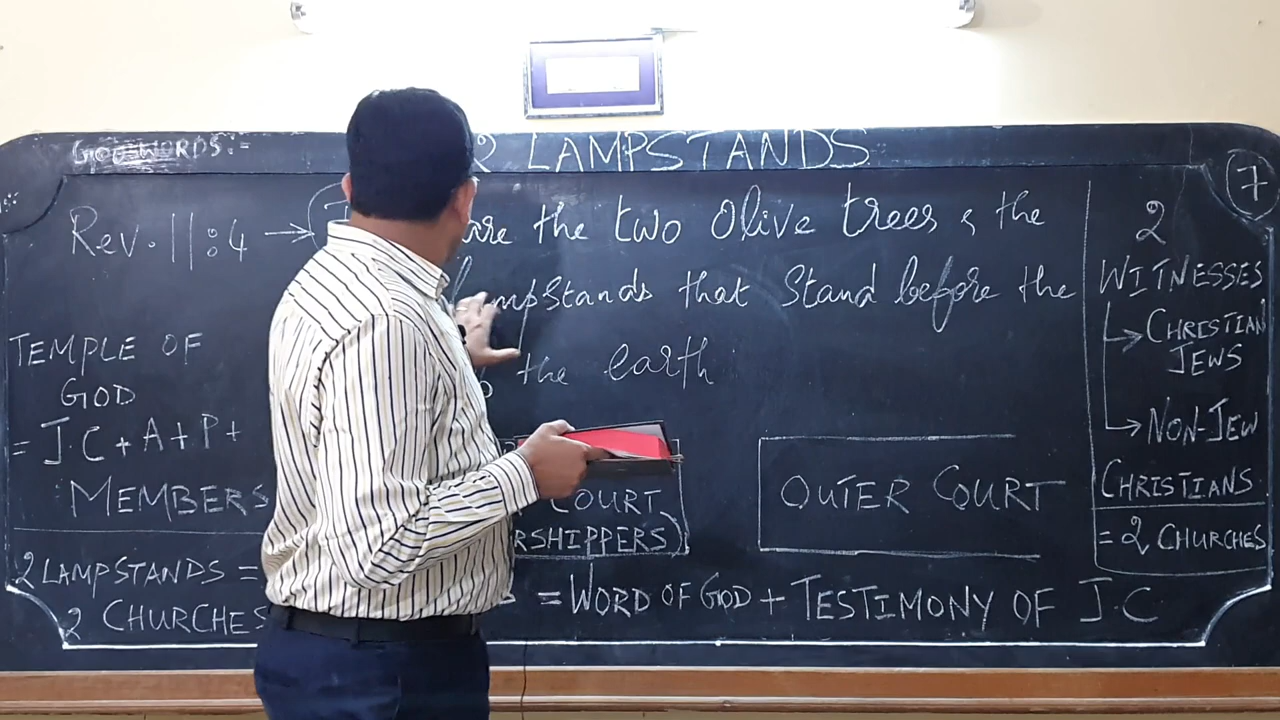 GOD WORDS:-
2 LAMPSTANDS
7
Rev. 11:4 → are the two Olive trees & the
Lampstands that Stand before the
the earth
TEMPLE OF
GOD
= J.C + A + P +
MEMBERS
2 LAMPSTANDS =
2 CHURCHES
COURT
RSHIPPERS)
OUTER COURT
= WORD OF GOD + TESTIMONY OF J.C
2
WITNESSES
→ CHRISTIAN
JEWS
→ NON-JEW
CHRISTIANS
= 2 CHURCHES